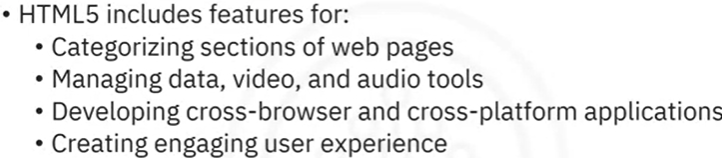 • HTML5 includes features for:
• Categorizing sections of web pages
• Managing data, video, and audio tools
• Developing cross-browser and cross-platform applications
• Creating engaging user experience